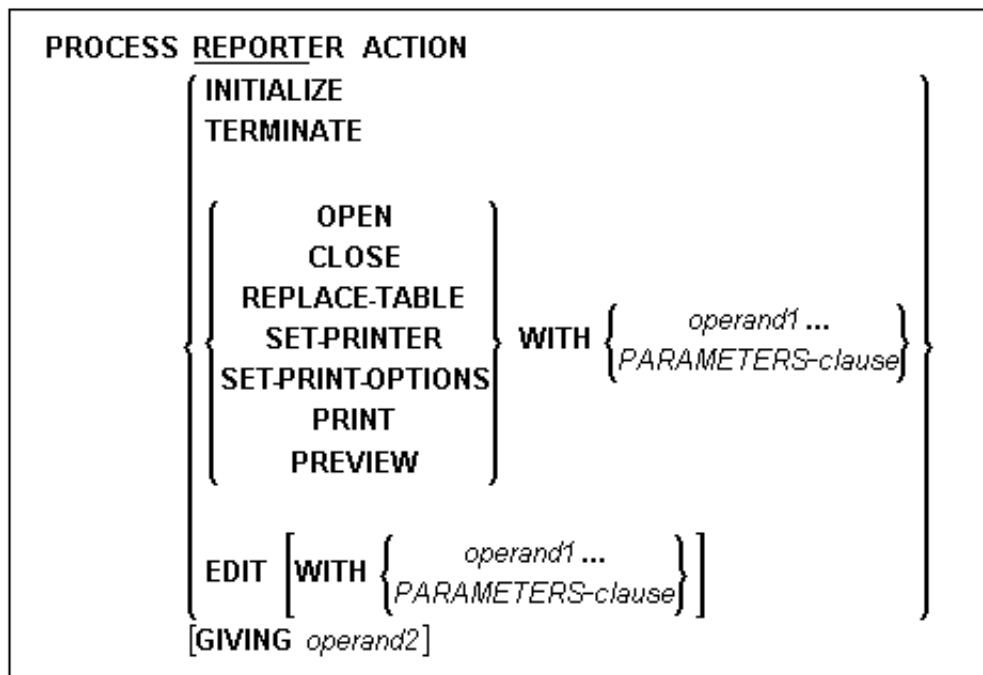 PROCESS REPORTER ACTION
INITIALIZE
TERMINATE
OPEN
CLOSE
REPLACE-TABLE
SET-PRINTER
SET-PRINT-OPTIONS
PRINT
PREVIEW
WITH
operand1 ...
PARAMETERS-clause
EDIT [WITH
operand1 ...
PARAMETERS-clause
]
[GIVING operand2]